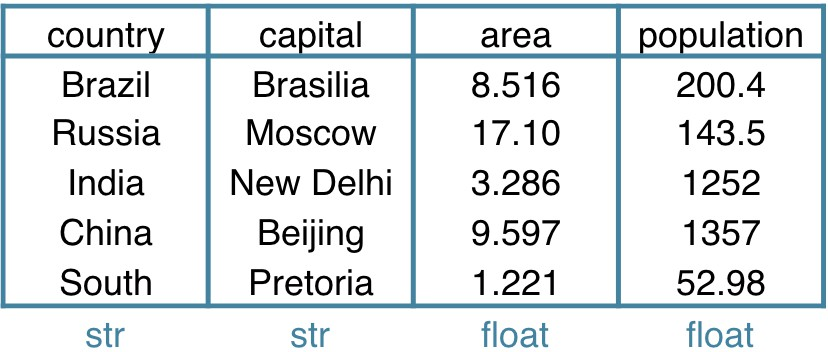 country capital area population
Brazil Brasilia 8.516 200.4
Russia Moscow 17.10 143.5
India New Delhi 3.286 1252
China Beijing 9.597 1357
South Pretoria 1.221 52.98
str str float float